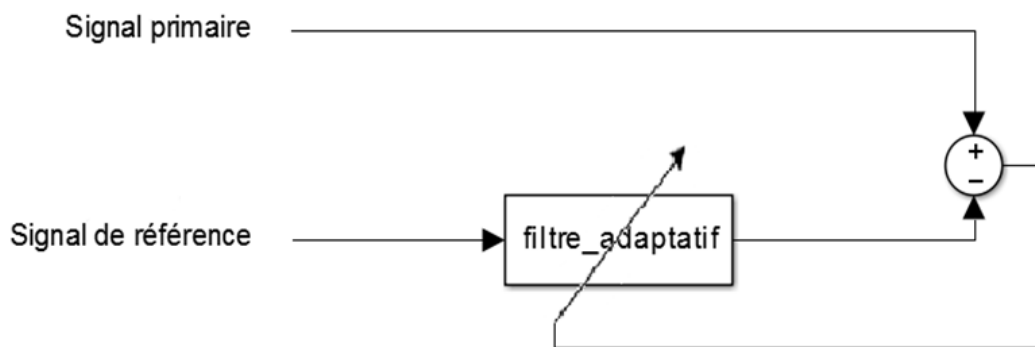 Signal primaire
+
−
Signal de référence
filtre_adaptatif